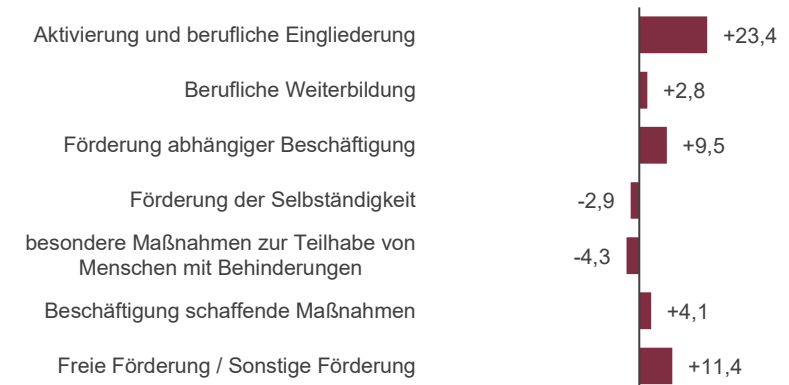 Aktivierung und berufliche Eingliederung +23,4
Berufliche Weiterbildung +2,8
Förderung abhängiger Beschäftigung +9,5
Förderung der Selbständigkeit -2,9
besondere Maßnahmen zur Teilhabe von
Menschen mit Behinderungen -4,3
Beschäftigung schaffende Maßnahmen +4,1
Freie Förderung / Sonstige Förderung +11,4